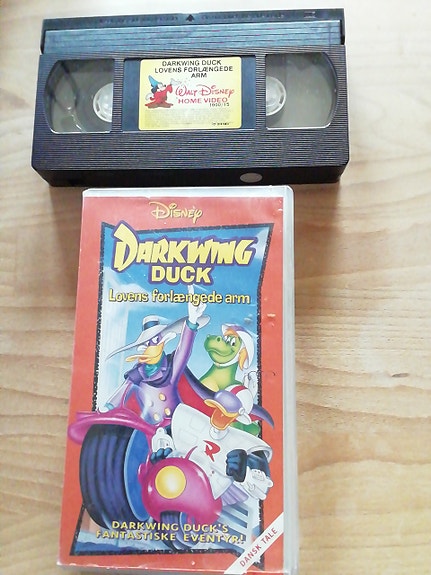 DARKWING DUCK
LOVENS FORLÆNGEDE
ARM
WALT DISNEY
HOME VIDEO
DISNEY
DARKWING
DUCK
Lovens forlængede arm
R
DARKWING DUCK'S
FANTASTISKE EVENTYR!
DANSK TALE